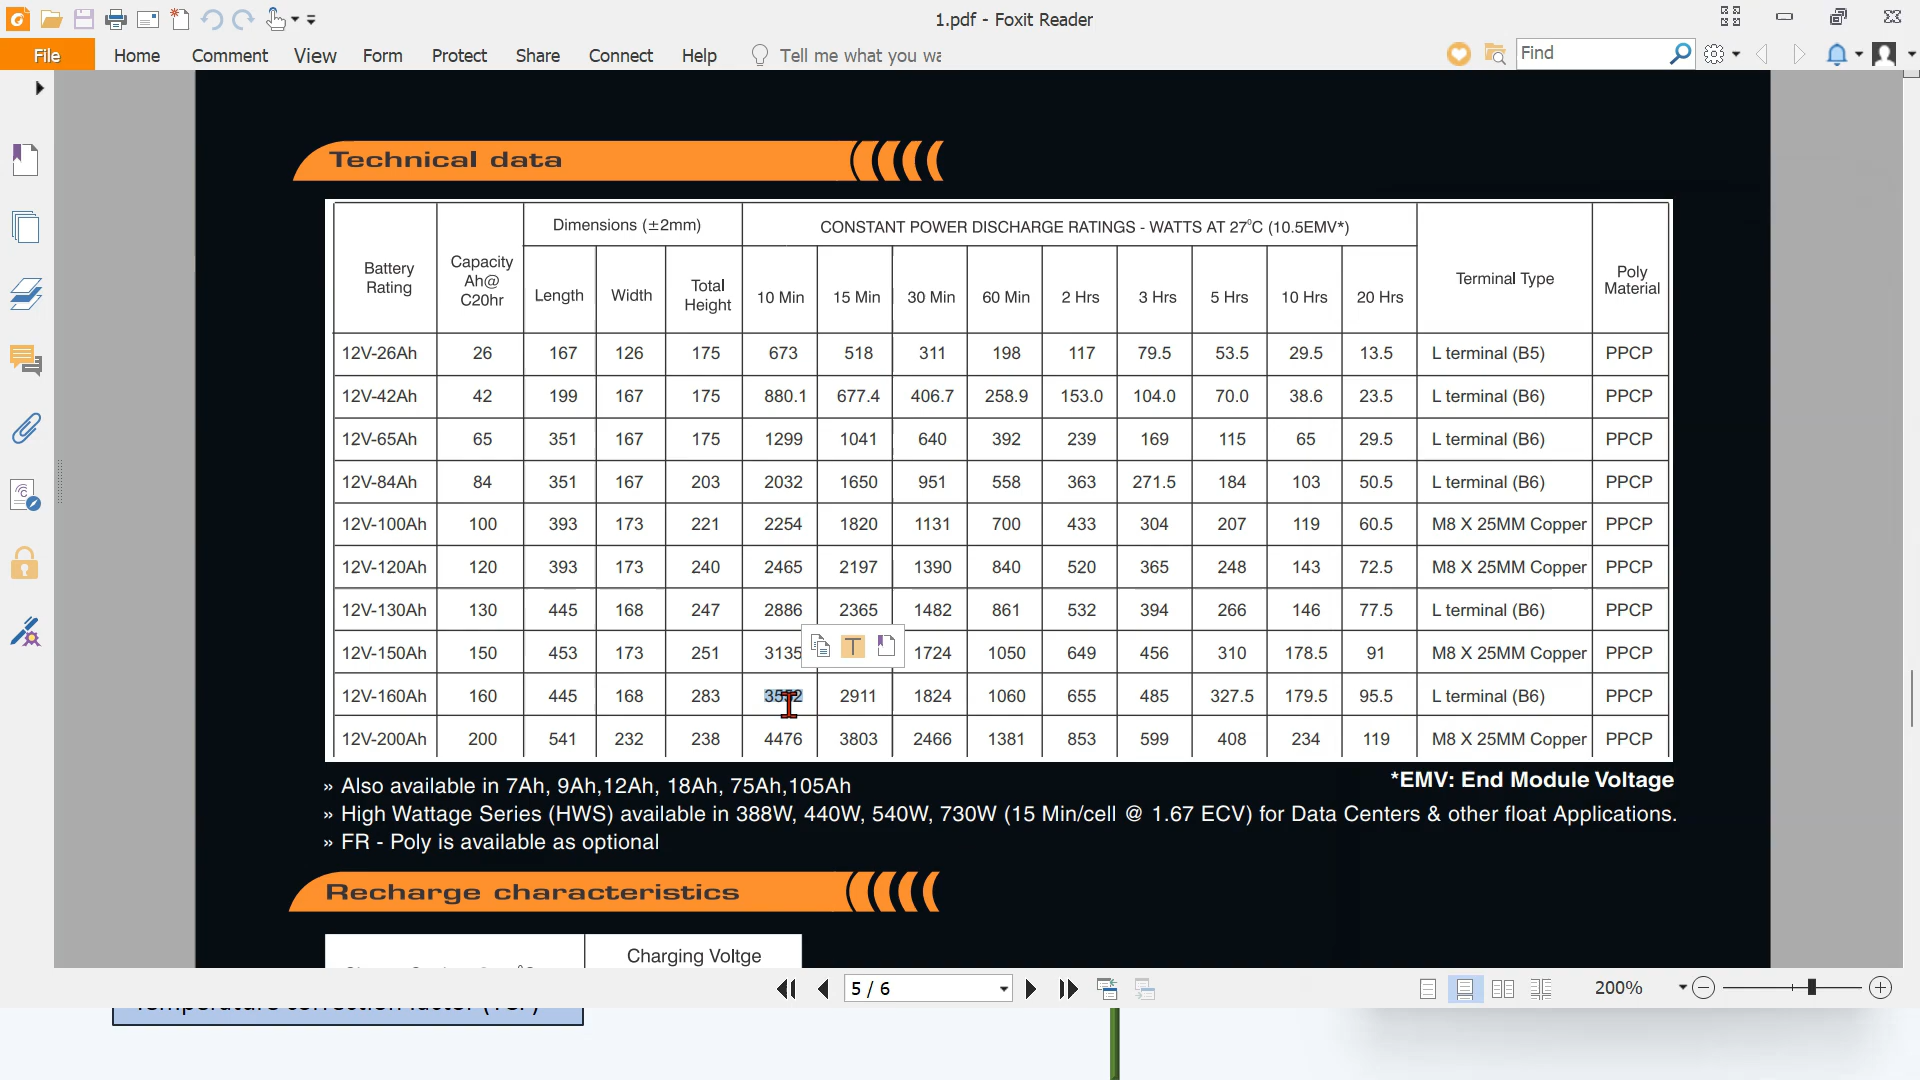 1.pdf - Foxit Reader
File Home Comment View Form Protect Share Connect Help Tell me what you wa Find
Technical data
Battery Rating Capacity Ah@ C20hr Dimensions (±2mm) CONSTANT POWER DISCHARGE RATINGS - WATTS AT 27°C (10.5EMV*) Terminal Type Poly Material
Length Width Total Height 10 Min 15 Min 30 Min 60 Min 2 Hrs 3 Hrs 5 Hrs 10 Hrs 20 Hrs
12V-26Ah 26 167 126 175 673 518 311 198 117 79.5 53.5 29.5 13.5 L terminal (B5) PPCP
12V-42Ah 42 199 167 175 880.1 677.4 406.7 258.9 153.0 104.0 70.0 38.6 23.5 L terminal (B6) PPCP
12V-65Ah 65 351 167 175 1299 1041 640 392 239 169 115 65 29.5 L terminal (B6) PPCP
12V-84Ah 84 351 167 203 2032 1650 951 558 363 271.5 184 103 50.5 L terminal (B6) PPCP
12V-100Ah 100 393 173 221 2254 1820 1131 700 433 304 207 119 60.5 M8 X 25MM Copper PPCP
12V-120Ah 120 393 173 240 2465 2197 1390 840 520 365 248 143 72.5 M8 X 25MM Copper PPCP
12V-130Ah 130 445 168 247 2886 2365 1482 861 532 394 266 146 77.5 L terminal (B6) PPCP
12V-150Ah 150 453 173 251 3135 1724 1050 649 456 310 178.5 91 M8 X 25MM Copper PPCP
12V-160Ah 160 445 168 283 2911 1824 1060 655 485 327.5 179.5 95.5 L terminal (B6) PPCP
12V-200Ah 200 541 232 238 4476 3803 2466 1381 853 599 408 234 119 M8 X 25MM Copper PPCP
» Also available in 7Ah, 9Ah,12Ah, 18Ah, 75Ah,105Ah
*EMV: End Module Voltage
» High Wattage Series (HWS) available in 388W, 440W, 540W, 730W (15 Min/cell @ 1.67 ECV) for Data Centers & other float Applications.
» FR - Poly is available as optional
Recharge characteristics
Charging Voltge
5 / 6
200%